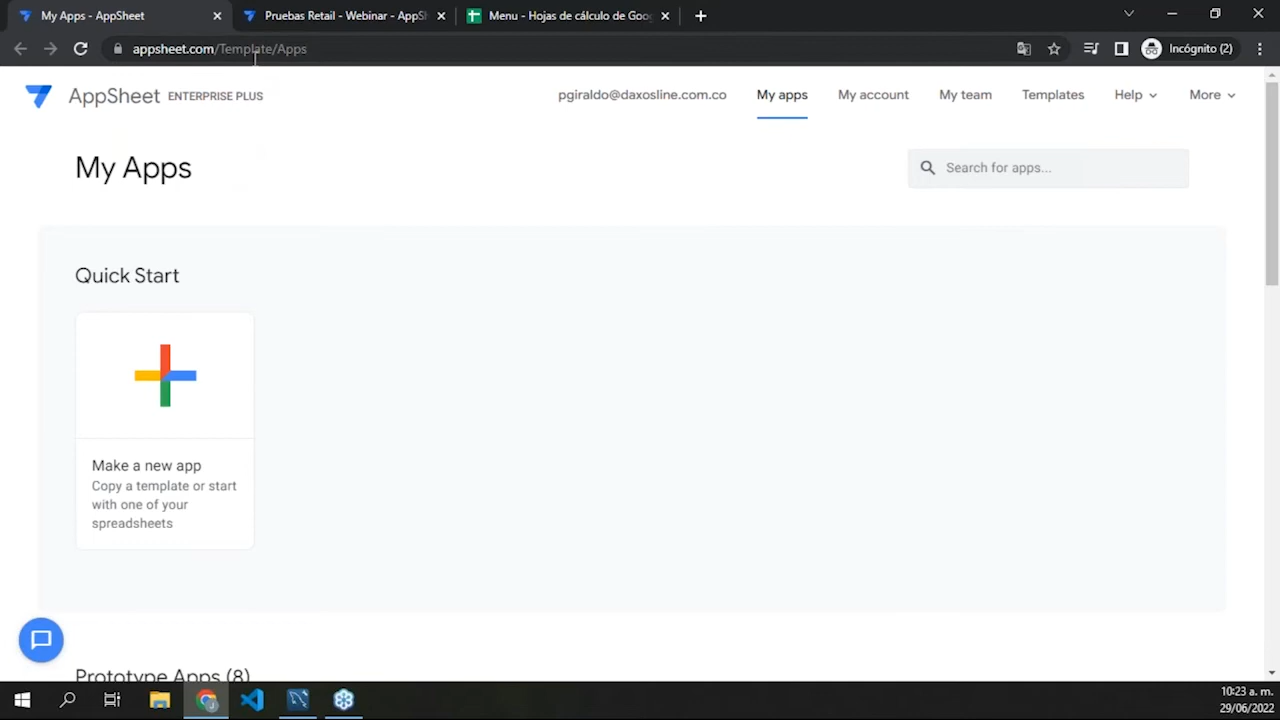 My Apps - AppSheet
Pruebas Retail - Webinar - AppSh
Menu - Hojas de cálculo de Goog
appsheet.com/Template/Apps
Incógnito (2)
AppSheet ENTERPRISE PLUS
pgiraldo@daxosline.com.co
My apps
My account
My team
Templates
Help
More
My Apps
Search for apps...
Quick Start
Make a new app
Copy a template or start
with one of your
spreadsheets
Prototype Apps (8)
10:23 a. m.
29/06/2022